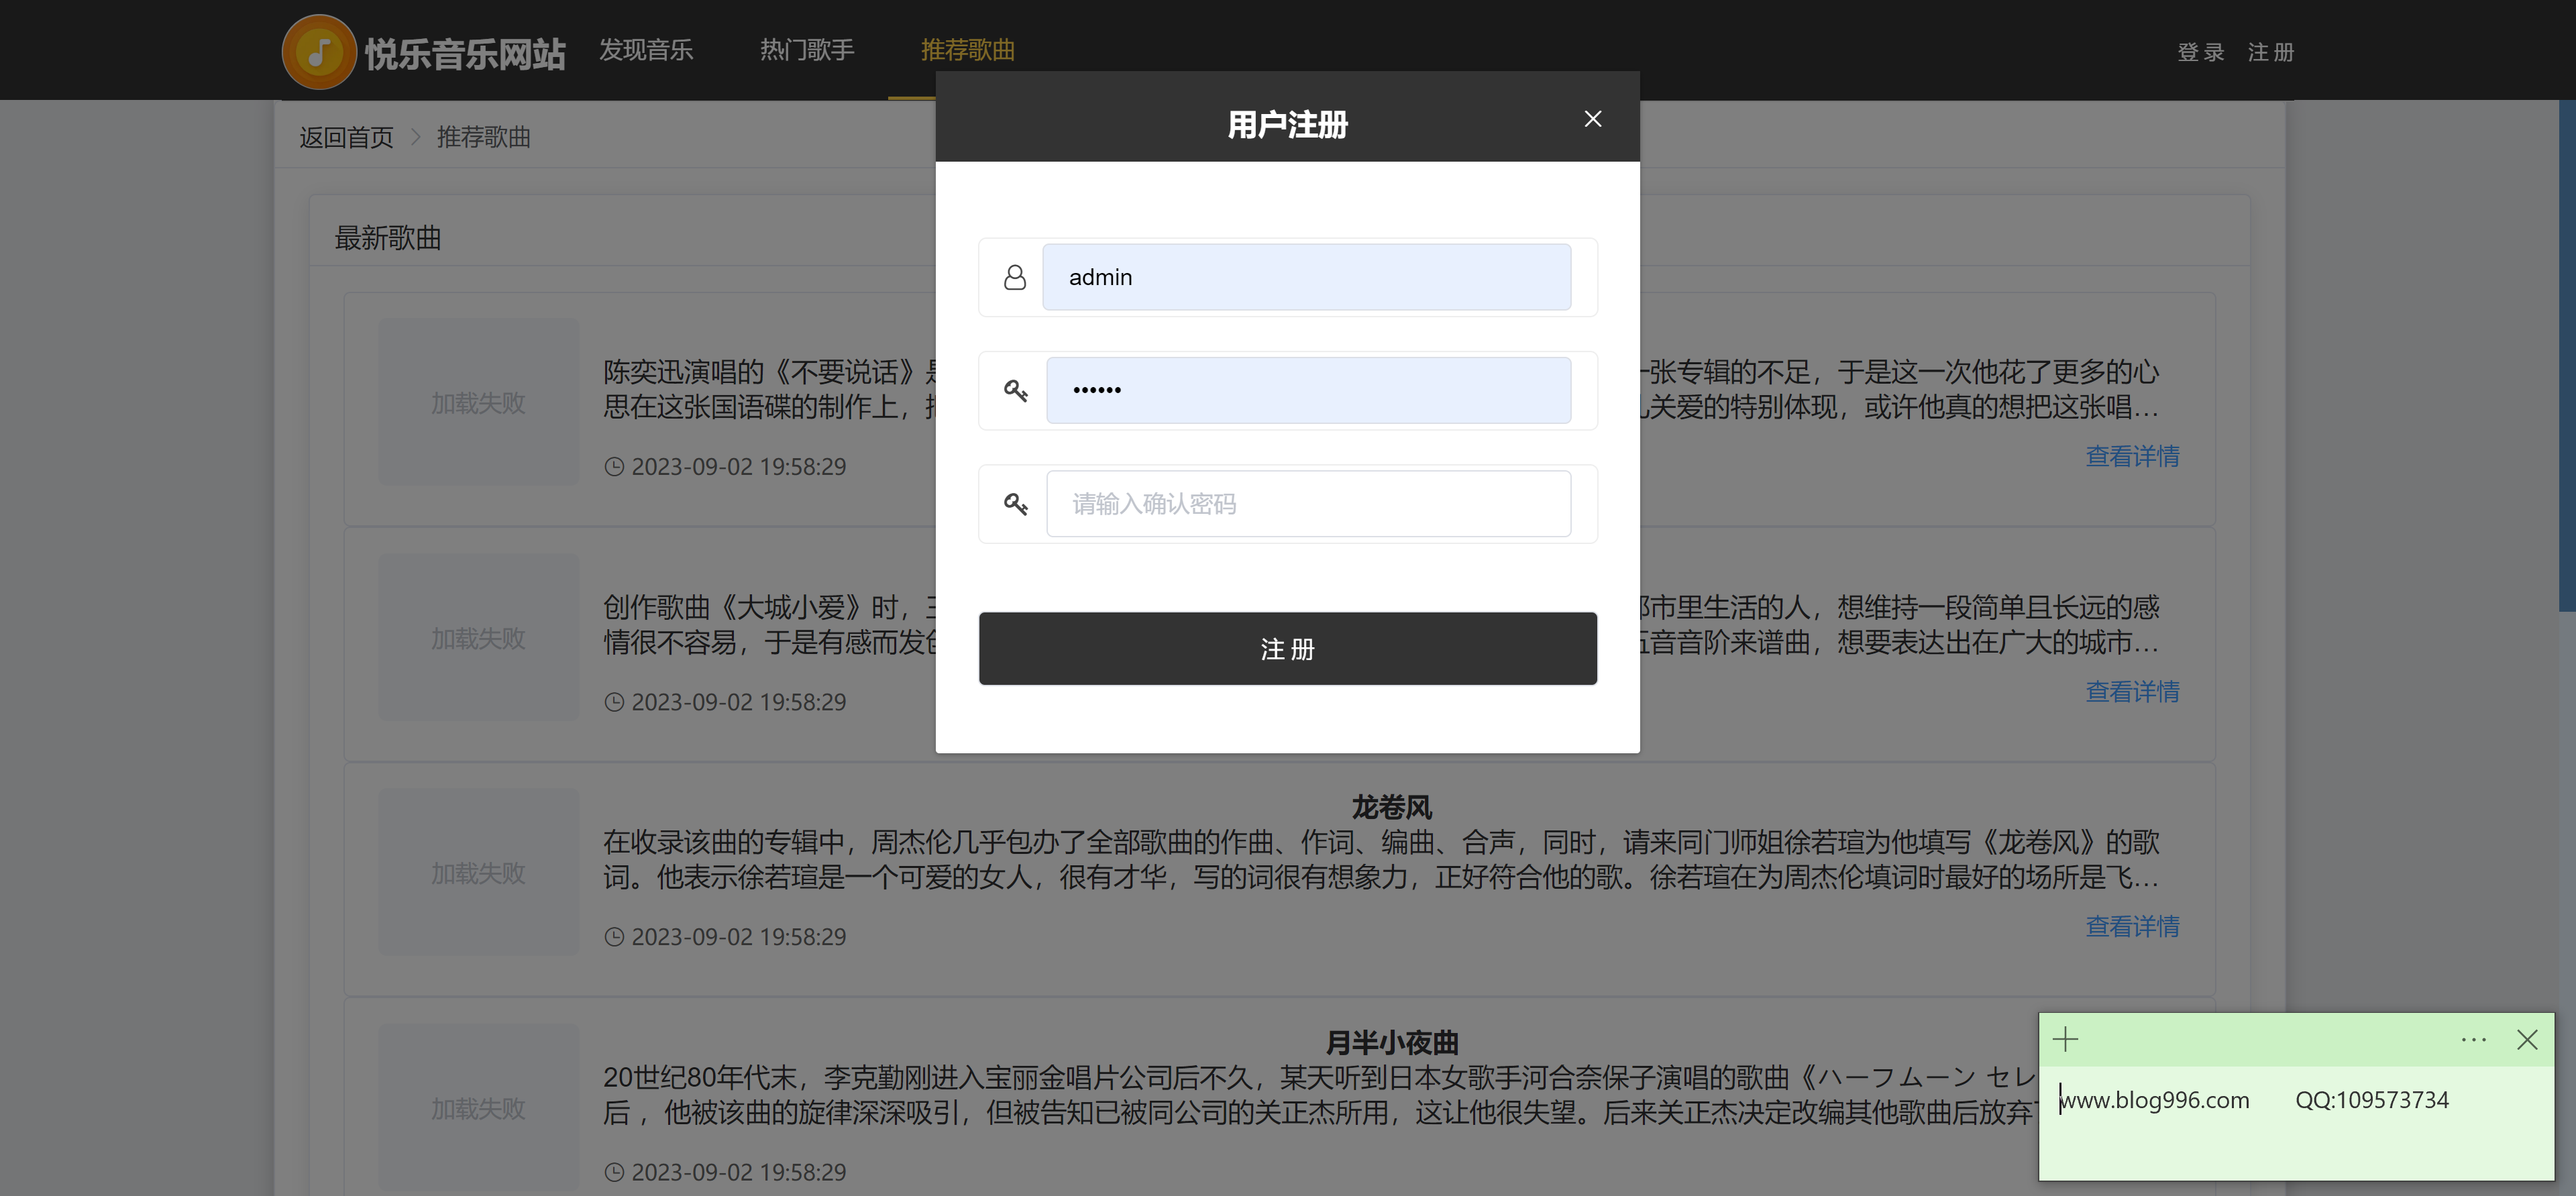 悦乐音乐网站
发现音乐
热门歌手
推荐歌曲
登录 注册
返回首页 > 推荐歌曲
用户注册
admin
••••••
请输入确认密码
注册
最新歌曲
加载失败
陈奕迅演唱的《不要说话》是
张专辑的不足，于是这一次他花了更多的心
思在这张国语碟的制作上，
关爱的特别体现，或许他真的想把这张唱…
2023-09-02 19:58:29
查看详情
加载失败
创作歌曲《大城小爱》时，
市里生活的人，想维持一段简单且长远的感
情很不容易，于是有感而发创
五音音阶来谱曲，想要表达出在广大的城市…
2023-09-02 19:58:29
查看详情
加载失败
龙卷风
在收录该曲的专辑中，周杰伦几乎包办了全部歌曲的作曲、作词、编曲、合声，同时，请来同门师姐徐若瑄为他填写《龙卷风》的歌
词。他表示徐若瑄是一个可爱的女人，很有才华，写的词很有想象力，正好符合他的歌。徐若瑄在为周杰伦填词时最好的场所是飞…
2023-09-02 19:58:29
查看详情
加载失败
月半小夜曲
20世纪80年代末，李克勤刚进入宝丽金唱片公司后不久，某天听到日本女歌手河合奈保子演唱的歌曲《ハーフムーン セレ
后 ，他被该曲的旋律深深吸引，但被告知已被同公司的关正杰所用，这让他很失望。后来关正杰决定改编其他歌曲后放弃
2023-09-02 19:58:29
www.blog996.com QQ:109573734